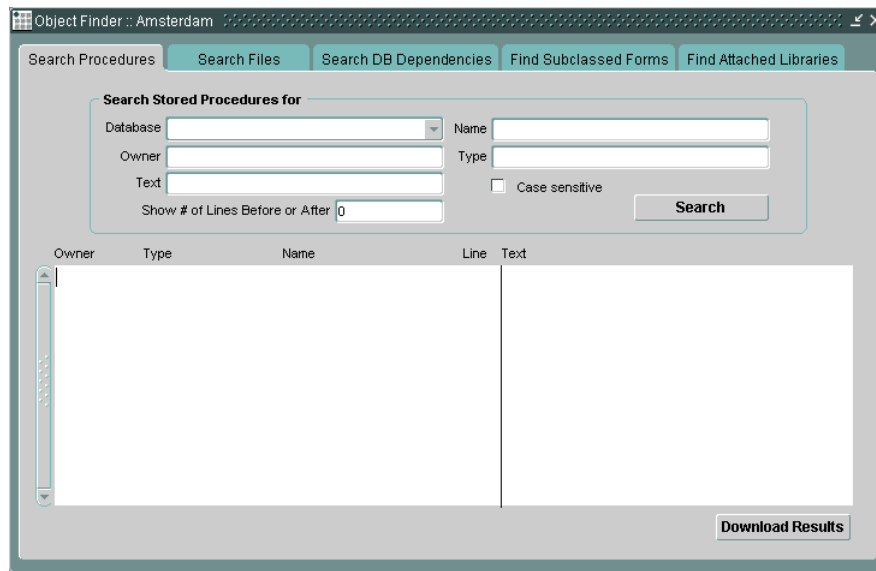 Object Finder :: Amsterdam
Search Procedures Search Files Search DB Dependencies Find Subclassed Forms Find Attached Libraries
Search Stored Procedures for
Database Name
Owner Type
Text Case sensitive
Show # of Lines Before or After 0 Search
Owner Type Name Line Text
Download Results